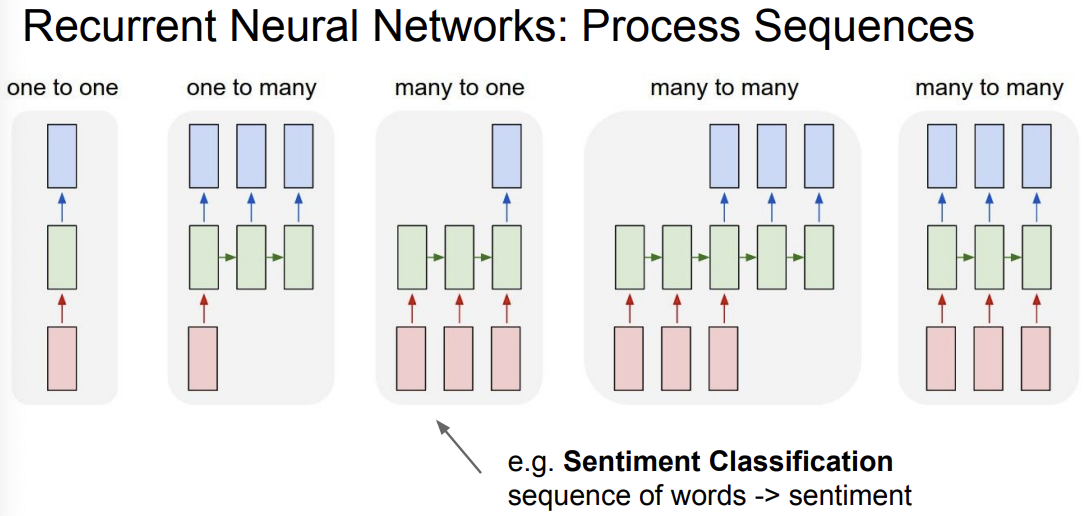 Recurrent Neural Networks: Process Sequences
one to one
one to many
many to one
many to many
many to many
e.g. Sentiment Classification
sequence of words -> sentiment